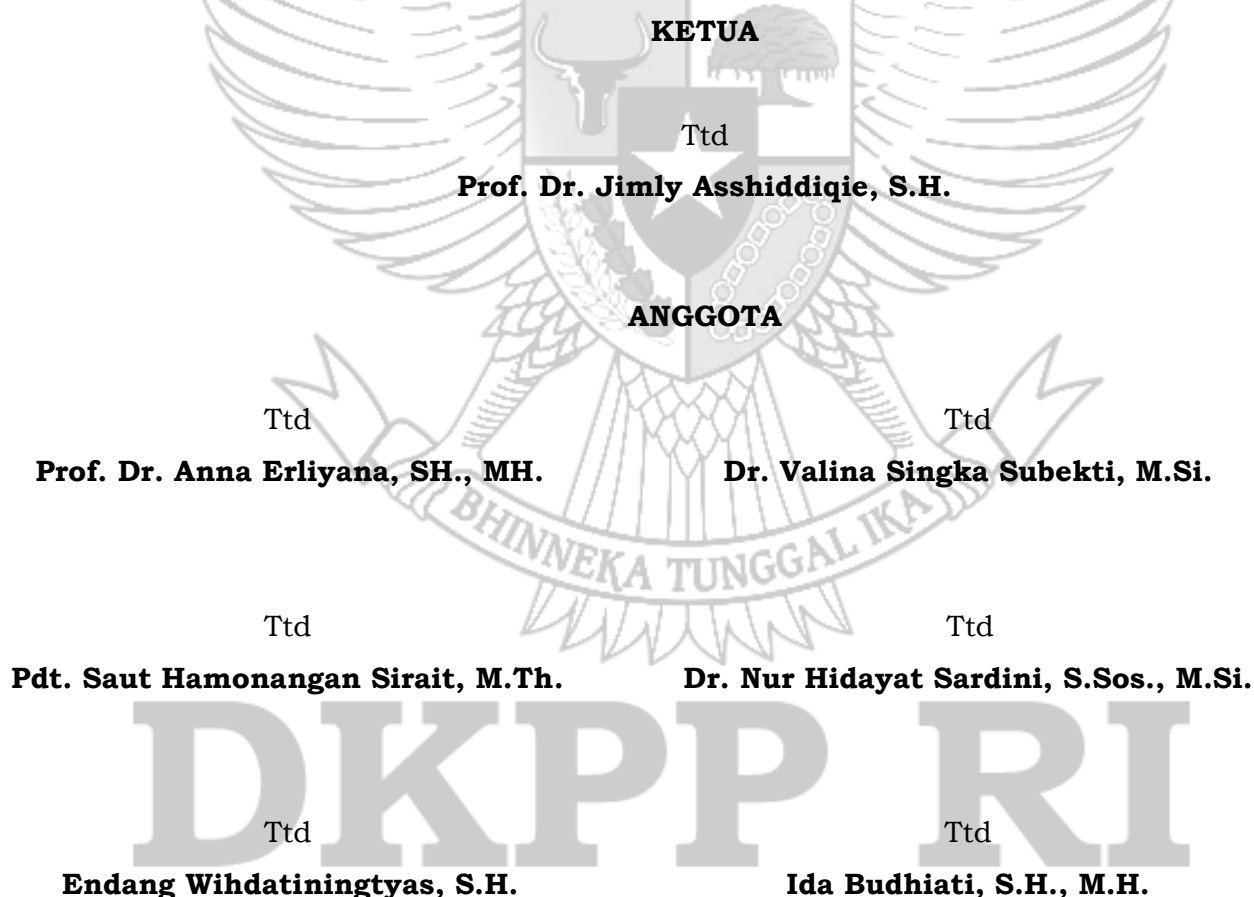 KETUA
Ttd
Prof. Dr. Jimly Asshiddiqie, S.H.
ANGGOTA
Ttd Ttd
Prof. Dr. Anna Erliyana, SH., MH. Dr. Valina Singka Subekti, M.Si.
BHINNEKA TUNGGAL IKA
Ttd Ttd
Pdt. Saut Hamonangan Sirait, M.Th. Dr. Nur Hidayat Sardini, S.Sos., M.Si.
DKPP RI
Ttd Ttd
Endang Wihdatiningtyas, S.H. Ida Budhiati, S.H., M.H.